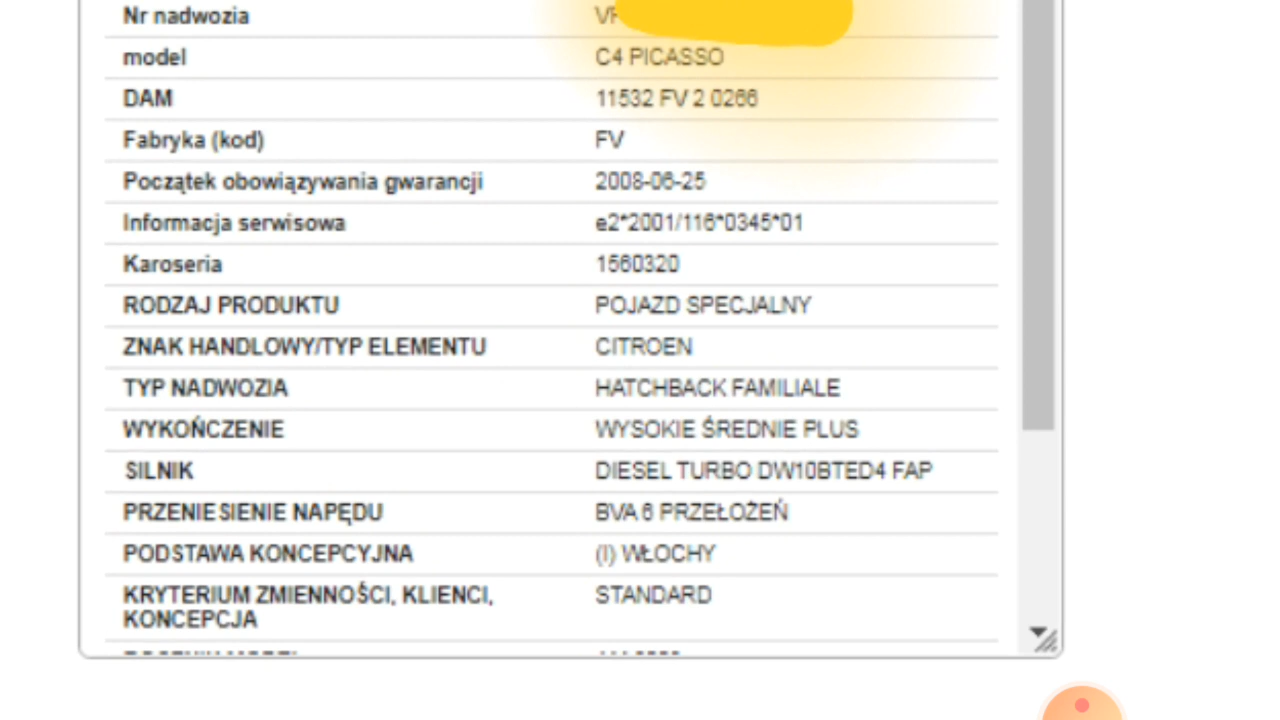 Nr nadwozia VF
model C4 PICASSO
DAM 11532 FV 2 0266
Fabryka (kod) FV
Początek obowiązywania gwarancji 2008-06-25
Informacja serwisowa e2*2001/116*0345*01
Karoseria 1560320
RODZAJ PRODUKTU POJAZD SPECJALNY
ZNAK HANDLOWY/TYP ELEMENTU CITROEN
TYP NADWOZIA HATCHBACK FAMILIALE
WYKOŃCZENIE WYSOKIE ŚREDNIE PLUS
SILNIK DIESEL TURBO DW10BTED4 FAP
PRZENIESIENIE NAPĘDU BVA 6 PRZEŁOŻEŃ
PODSTAWA KONCEPCYJNA (I) WŁOCHY
KRYTERIUM ZMIENNOŚCI, KLIENCI, STANDARD
KONCEPCJA